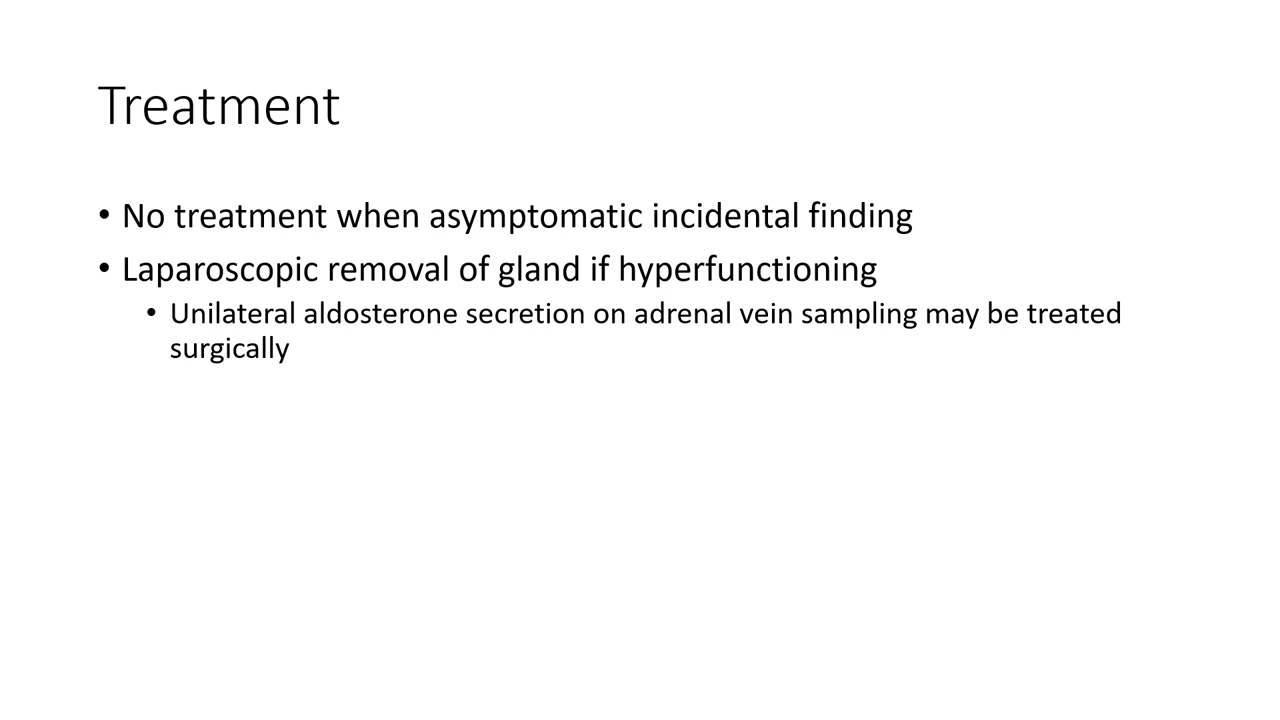 Treatment
• No treatment when asymptomatic incidental finding
• Laparoscopic removal of gland if hyperfunctioning
• Unilateral aldosterone secretion on adrenal vein sampling may be treated
surgically